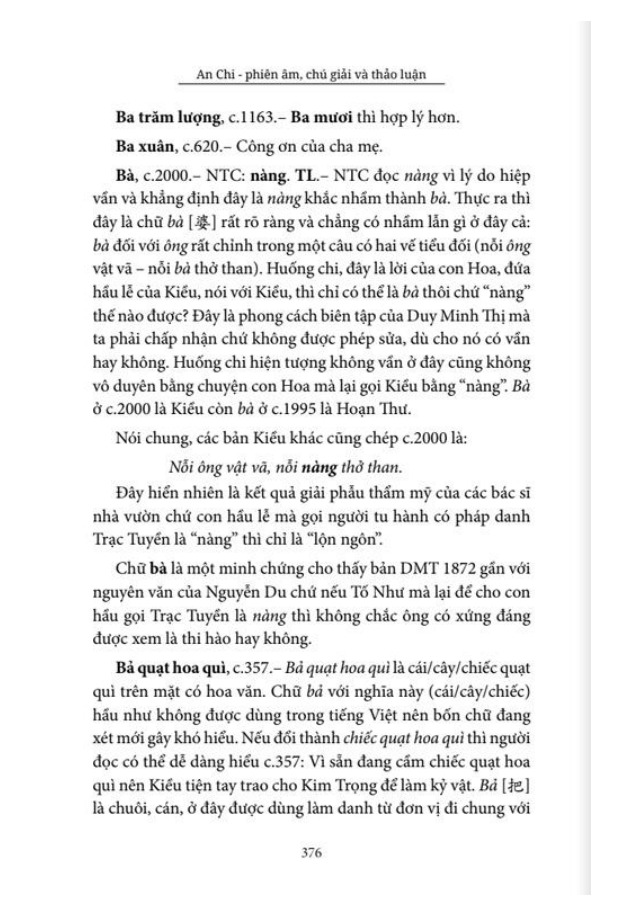 An Chi - phiên âm, chú giải và thảo luận
Ba trăm lượng, c.1163.– Ba mươi thì hợp lý hơn.
Ba xuân, c.620.– Công ơn của cha mẹ.
Bà, c.2000.– NTC: nàng. TL.– NTC đọc nàng vì lý do hiệp
vần và khẳng định đây là nàng khắc nhầm thành bà. Thực ra thì
đây là chữ bà [婆] rất rõ ràng và chẳng có nhầm lẫn gì ở đây cả:
bà đối với ông rất chỉnh trong một câu có hai vế tiểu đối (nỗi ông
vật vã – nỗi bà thở than). Huống chi, đây là lời của con Hoa, đứa
hầu lễ của Kiều, nói với Kiều, thì chỉ có thể là bà thôi chứ “nàng”
thế nào được? Đây là phong cách biên tập của Duy Minh Thị mà
ta phải chấp nhận chứ không được phép sửa, dù cho nó có vần
hay không. Huống chi hiện tượng không vần ở đây cũng không
vô duyên bằng chuyện con Hoa mà lại gọi Kiều bằng “nàng”. Bà
ở c.2000 là Kiều còn bà ở c.1995 là Hoạn Thư.
Nói chung, các bản Kiều khác cũng chép c.2000 là:
Nỗi ông vật vã, nỗi nàng thở than.
Đây hiển nhiên là kết quả giải phẫu thẩm mỹ của các bác sĩ
nhà vườn chứ con hầu lễ mà gọi người tu hành có pháp danh
Trạc Tuyền là “nàng” thì chỉ là “lộn ngôn”.
Chữ bà là một minh chứng cho thấy bản DMT 1872 gần với
nguyên văn của Nguyễn Du chứ nếu Tố Như mà lại để cho con
hầu gọi Trạc Tuyền là nàng thì không chắc ông có xứng đáng
được xem là thi hào hay không.
Bả quạt hoa quì, c.357.– Bả quạt hoa quì là cái/cây/chiếc quạt
quì trên mặt có hoa văn. Chữ bả với nghĩa này (cái/cây/chiếc)
hầu như không được dùng trong tiếng Việt nên bốn chữ đang
xét mới gây khó hiểu. Nếu đổi thành chiếc quạt hoa quì thì người
đọc có thể dễ dàng hiểu c.357: Vì sẵn đang cầm chiếc quạt hoa
quì nên Kiều tiện tay trao cho Kim Trọng để làm kỷ vật. Bả [把]
là chuôi, cán, ở đây được dùng làm danh từ đơn vị đi chung với
376